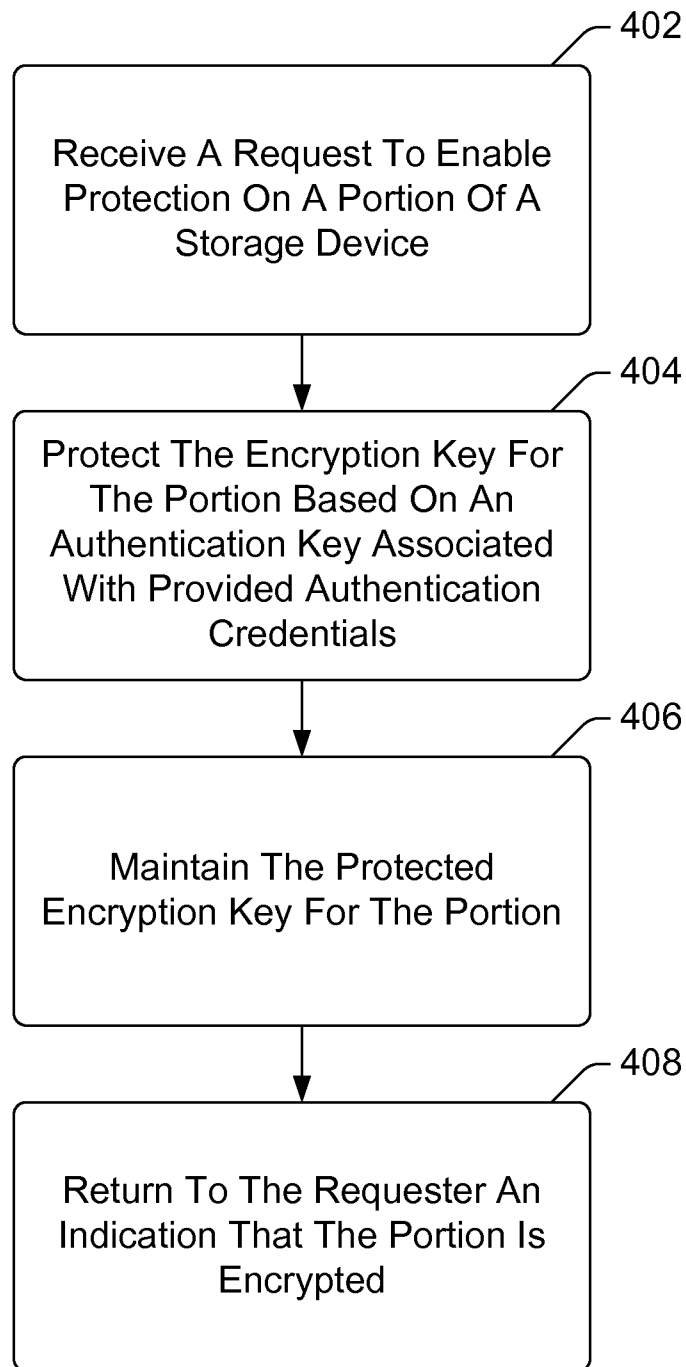 402
Receive A Request To Enable
Protection On A Portion Of A
Storage Device
404
Protect The Encryption Key For
The Portion Based On An
Authentication Key Associated
With Provided Authentication
Credentials
406
Maintain The Protected
Encryption Key For The Portion
408
Return To The Requester An
Indication That The Portion Is
Encrypted